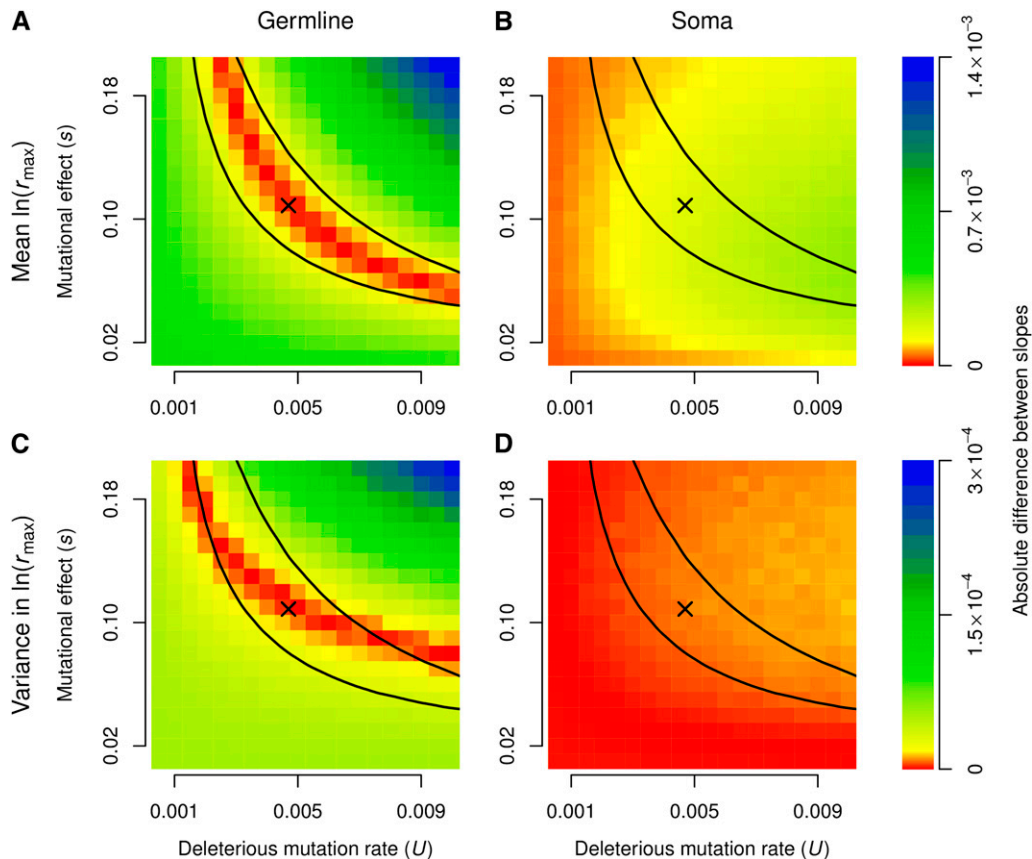 A
Germline
B
Soma
Mean ln(rmax)
Mutational effect (s)
0.18
0.10
0.02
0.001
0.005
0.009
0.18
0.10
0.02
0.001
0.005
0.009
1.4×10−3
0.7×10−3
0
C
D
Variance in ln(rmax)
Mutational effect (s)
0.18
0.10
0.02
0.001
0.005
0.009
Deleterious mutation rate (U)
0.18
0.10
0.02
0.001
0.005
0.009
Deleterious mutation rate (U)
3×10−4
1.5×10−4
0
Absolute difference between slopes